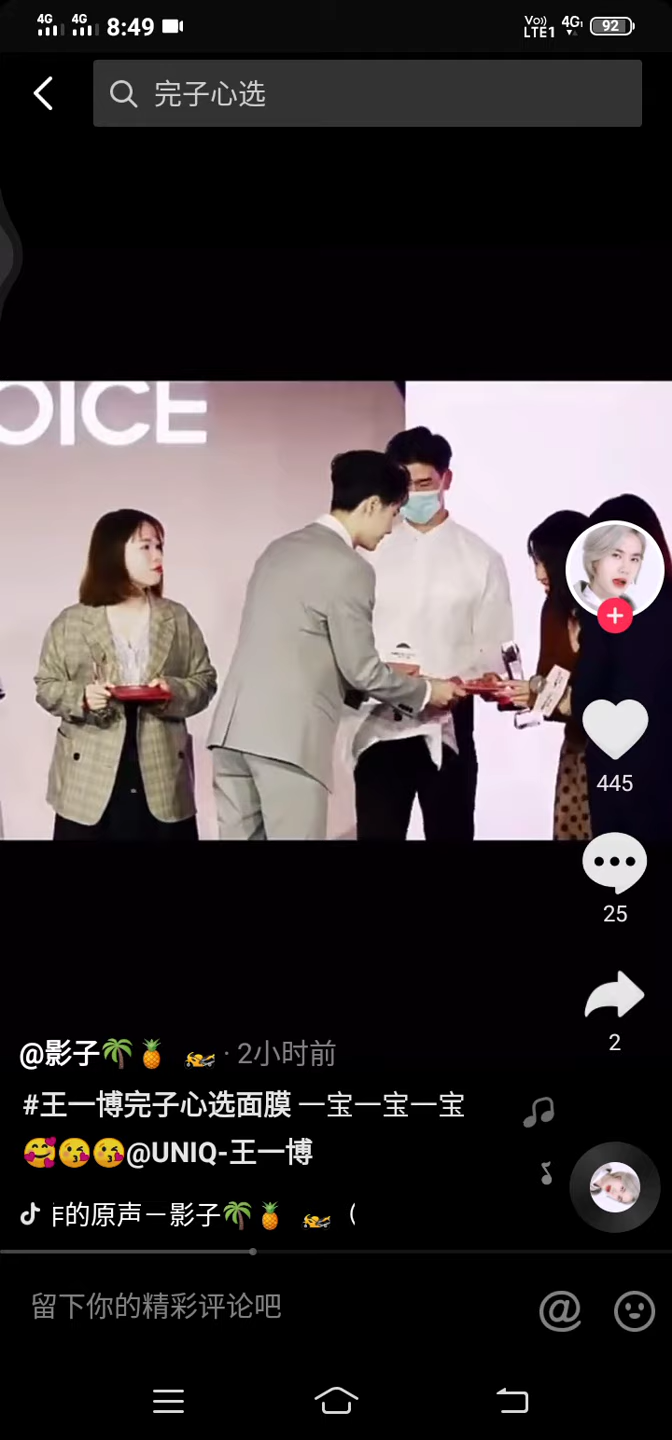 4G 4G 8:49 Vo)) LTE1 4G 92
完子心选
OICE
445
25
2
@影子🌴🍍 🏍️ · 2小时前
#王一博完子心选面膜 一宝一宝一宝
🥰😘😘@UNIQ-王一博
的原声－影子🌴🍍 🏍️ (
留下你的精彩评论吧